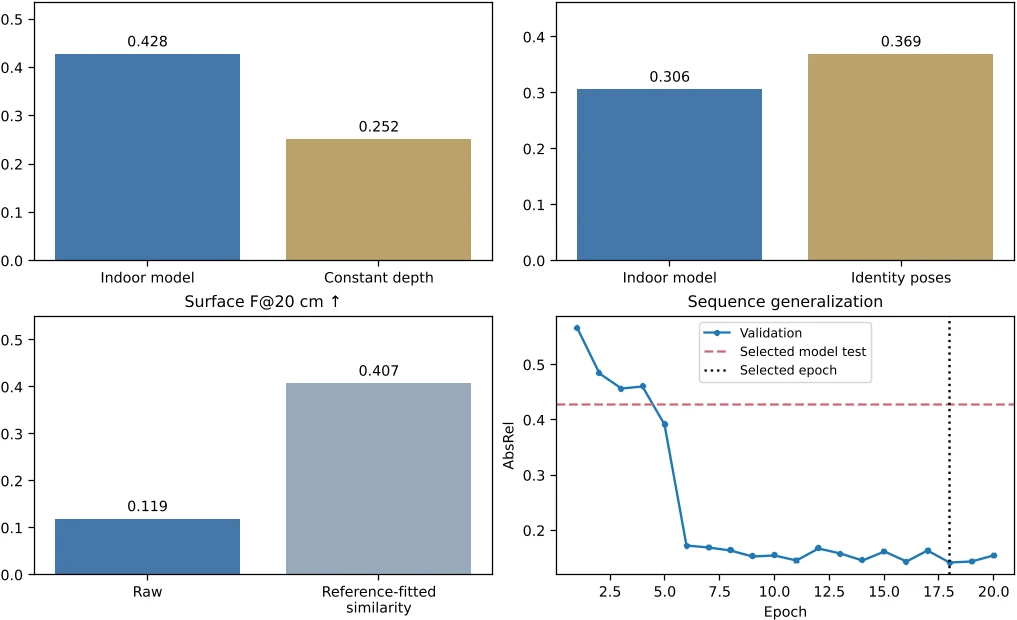 0.5
0.4
0.3
0.2
0.1
0.0
0.428
0.252
Indoor model
Constant depth
0.4
0.3
0.2
0.1
0.0
0.306
0.369
Indoor model
Identity poses
Surface F@20 cm ↑
0.5
0.4
0.3
0.2
0.1
0.0
0.119
0.407
Raw
Reference-fitted
similarity
Sequence generalization
AbsRel
0.5
0.4
0.3
0.2
Validation
Selected model test
Selected epoch
2.5 5.0 7.5 10.0 12.5 15.0 17.5 20.0
Epoch